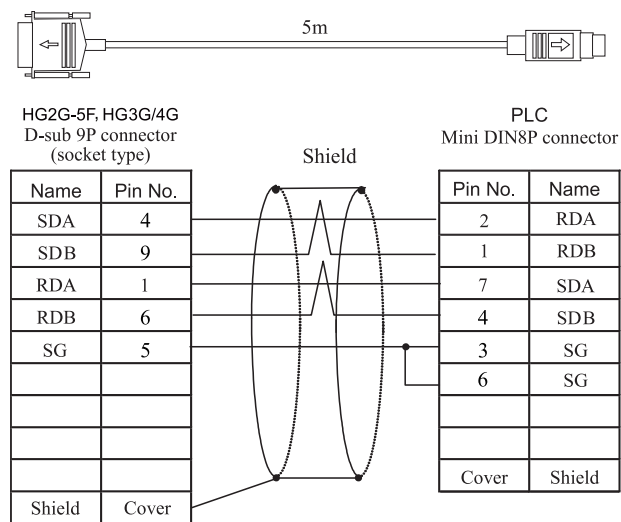 5m
HG2G-5F, HG3G/4G
D-sub 9P connector
(socket type)
Shield
PLC
Mini DIN8P connector
Name Pin No.
SDA 4
SDB 9
RDA 1
RDB 6
SG 5
Shield Cover
Pin No. Name
2 RDA
1 RDB
7 SDA
4 SDB
3 SG
6 SG
Cover Shield